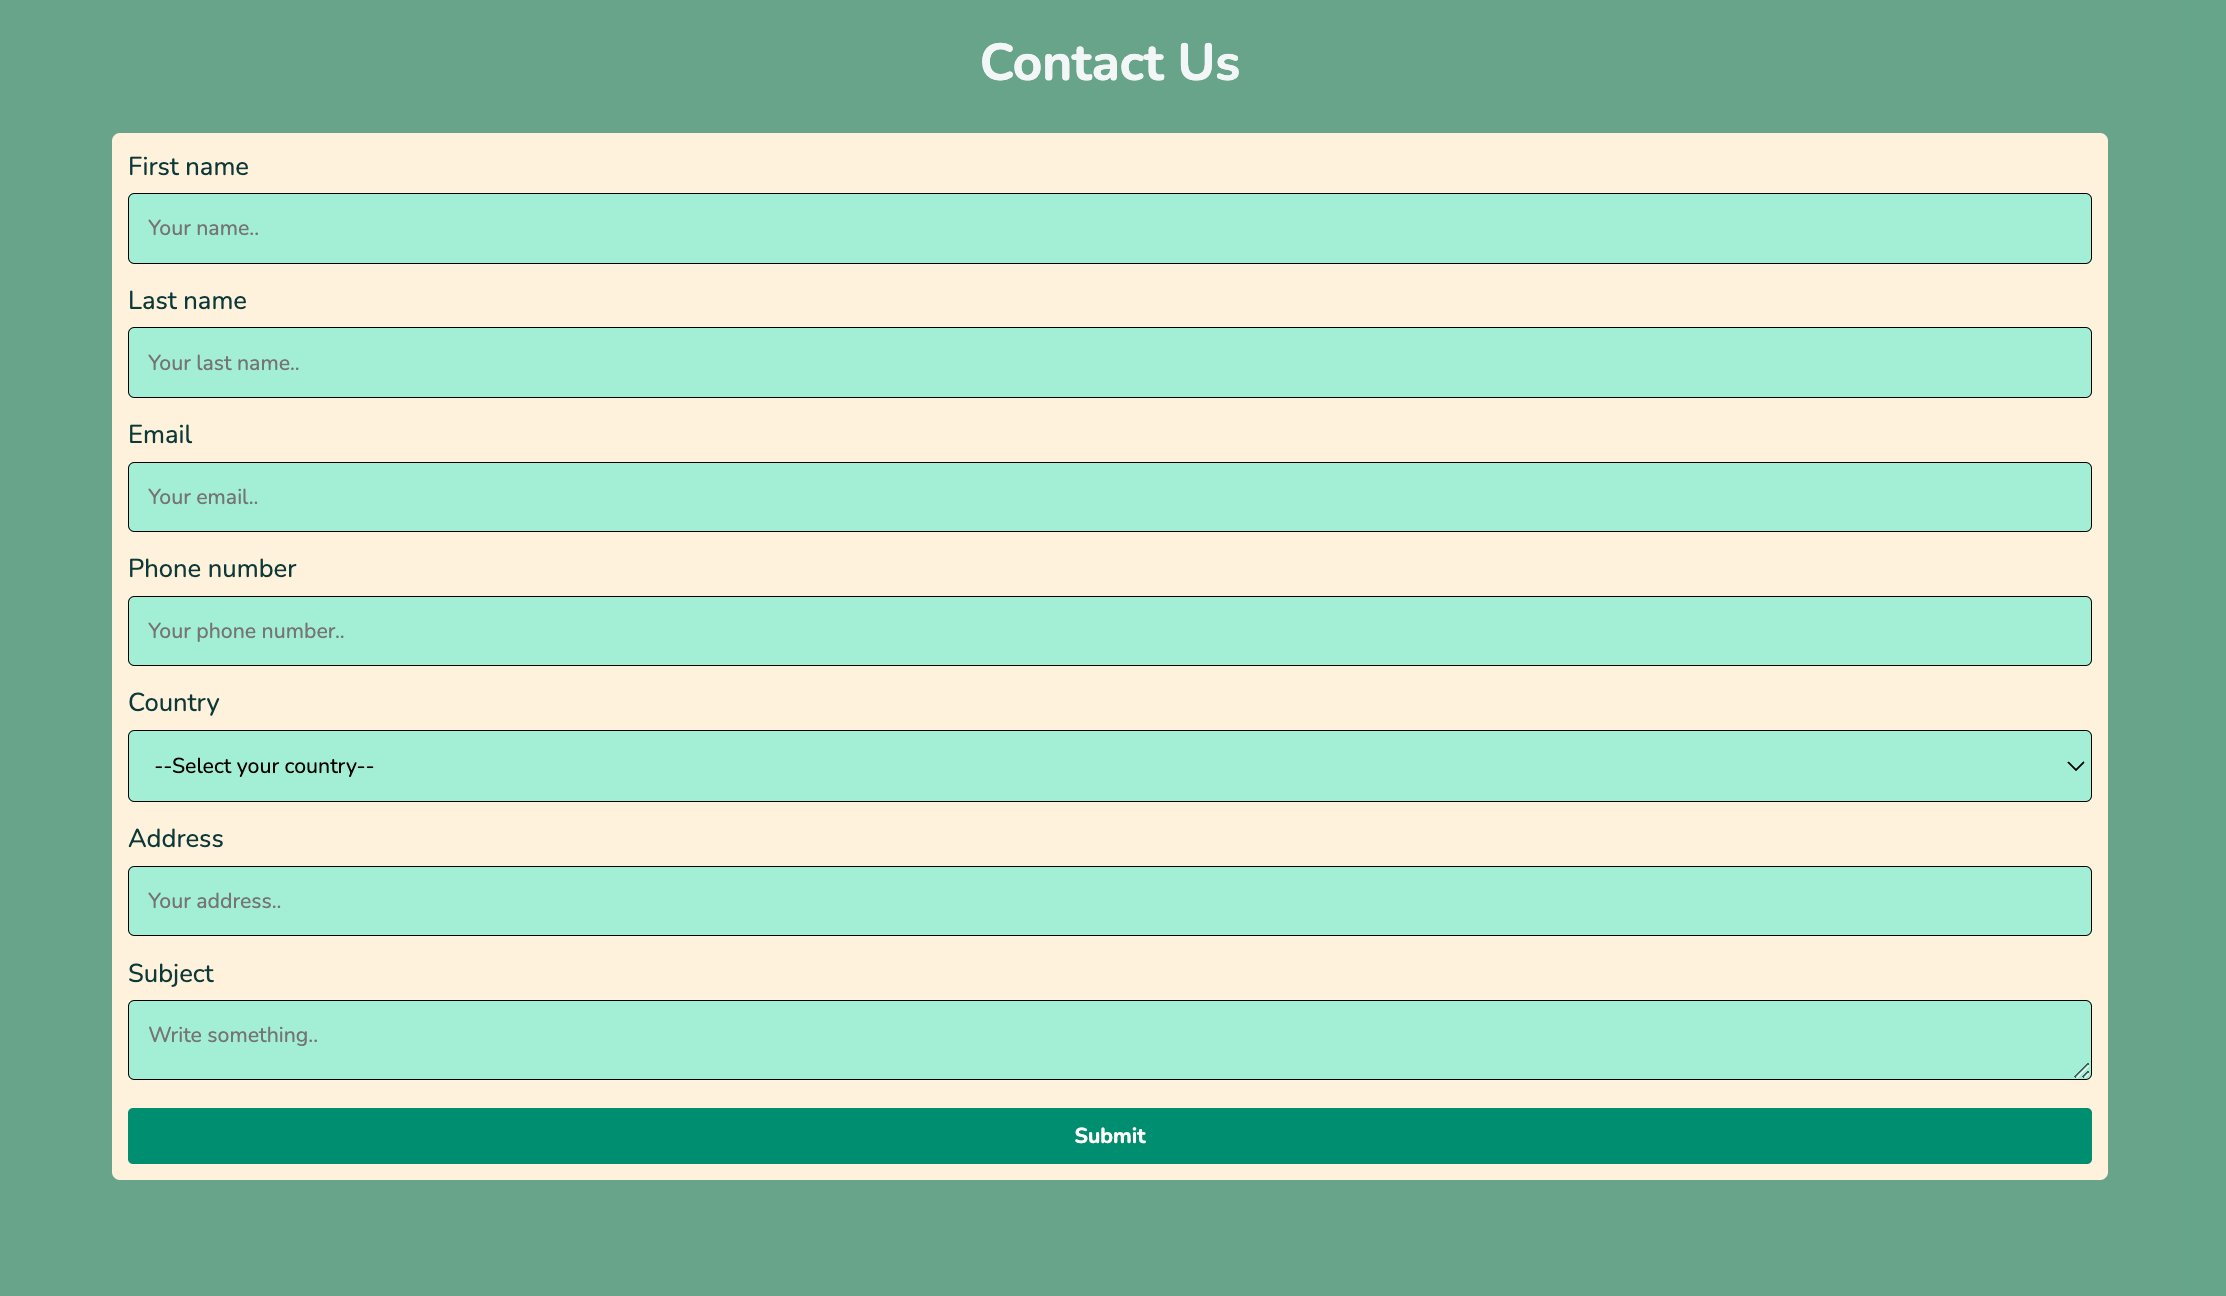 Contact Us
First name
Your name..
Last name
Your last name..
Email
Your email..
Phone number
Your phone number..
Country
--Select your country--
Address
Your address..
Subject
Write something..
Submit